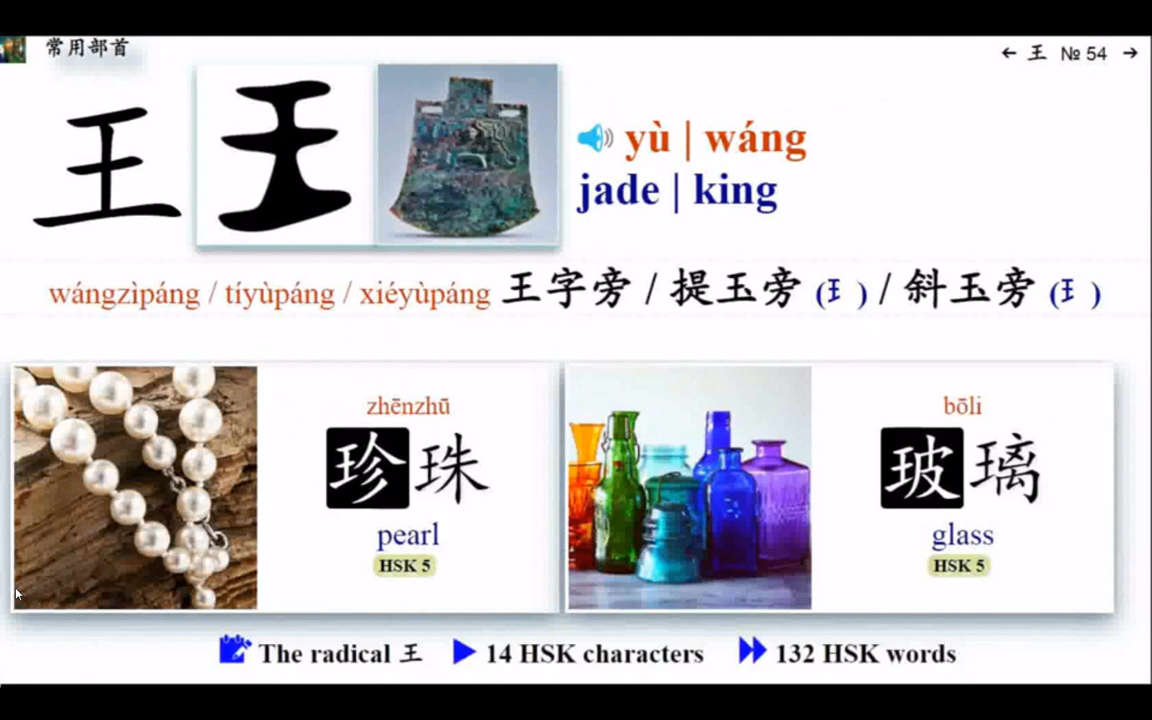 常用部首
← 王 № 54 →
王 王
yù | wáng
jade | king
wángzìpáng / tíyùpáng / xiéyùpáng 王字旁 / 提玉旁 (𤣩) / 斜玉旁 (𤣩)
zhēnzhū
珍珠
pearl
HSK 5
bōli
玻璃
glass
HSK 5
The radical 王 14 HSK characters 132 HSK words